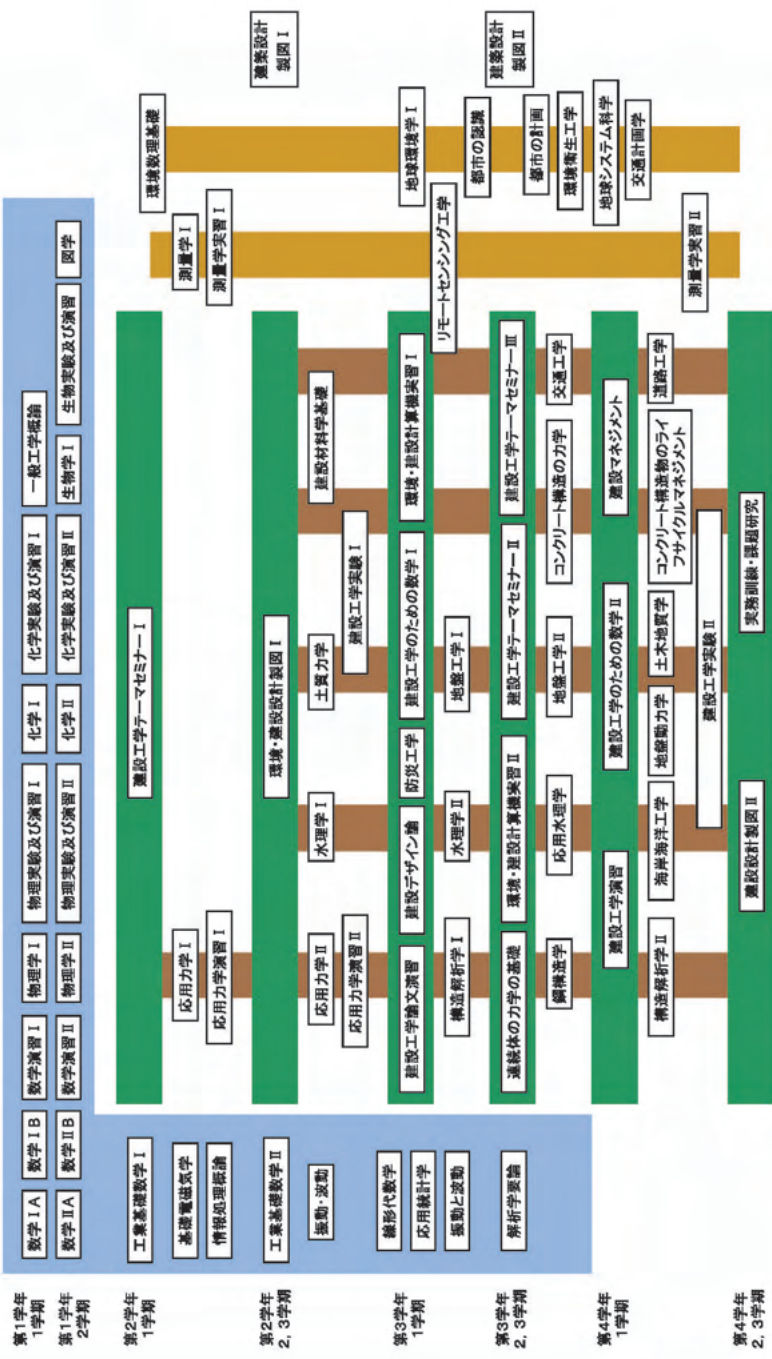 第1学年
1学期
数学ⅠA
数学ⅠB
数学演習Ⅰ
物理学Ⅰ
物理実験及び演習Ⅰ
化学Ⅰ
化学実験及び演習Ⅰ
一般工学概論
第1学年
2学期
数学ⅡA
数学ⅡB
数学演習Ⅱ
物理学Ⅱ
物理実験及び演習Ⅱ
化学Ⅱ
化学実験及び演習Ⅱ
生物学Ⅰ
生物実験及び演習
図学
第2学年
1学期
工業基礎数学Ⅰ
建設工学テーマセミナーⅠ
環境数理基礎
基礎電磁気学
応用力学Ⅰ
測量学Ⅰ
情報処理概論
応用力学演習Ⅰ
測量学実習Ⅰ
第2学年
2, 3学期
工業基礎数学Ⅱ
環境・建設設計製図Ⅰ
建築設計
製図Ⅰ
振動・波動
応用力学Ⅱ
水理学Ⅰ
土質力学
建設材料学基礎
応用力学演習Ⅱ
建設工学実験Ⅰ
第3学年
1学期
線形代数学
建設工学論文演習
建設デザイン論
防災工学
建設工学のための数学Ⅰ
環境・建設計算機実習Ⅰ
地球環境学Ⅰ
応用統計学
リモートセンシング工学
振動と波動
構造解析学Ⅰ
水理学Ⅱ
地盤工学Ⅰ
都市の認識
第3学年
2, 3学期
解析学要論
連続体の力学の基礎
環境・建設計算機実習Ⅱ
建設工学テーマセミナーⅡ
建設工学テーマセミナーⅢ
建築設計
製図Ⅱ
都市の計画
鋼構造学
応用水理学
地盤工学Ⅱ
コンクリート構造の力学
交通工学
環境衛生工学
第4学年
1学期
建設工学演習
建設工学のための数学Ⅱ
建設マネジメント
地球システム科学
構造解析学Ⅱ
海岸海洋工学
地盤動力学
土木地質学
コンクリート構造物のライ
フサイクルマネジメント
道路工学
交通計画学
建設工学実験Ⅱ
測量学実習Ⅱ
第4学年
2, 3学期
建設設計製図Ⅱ
実務訓練・課題研究